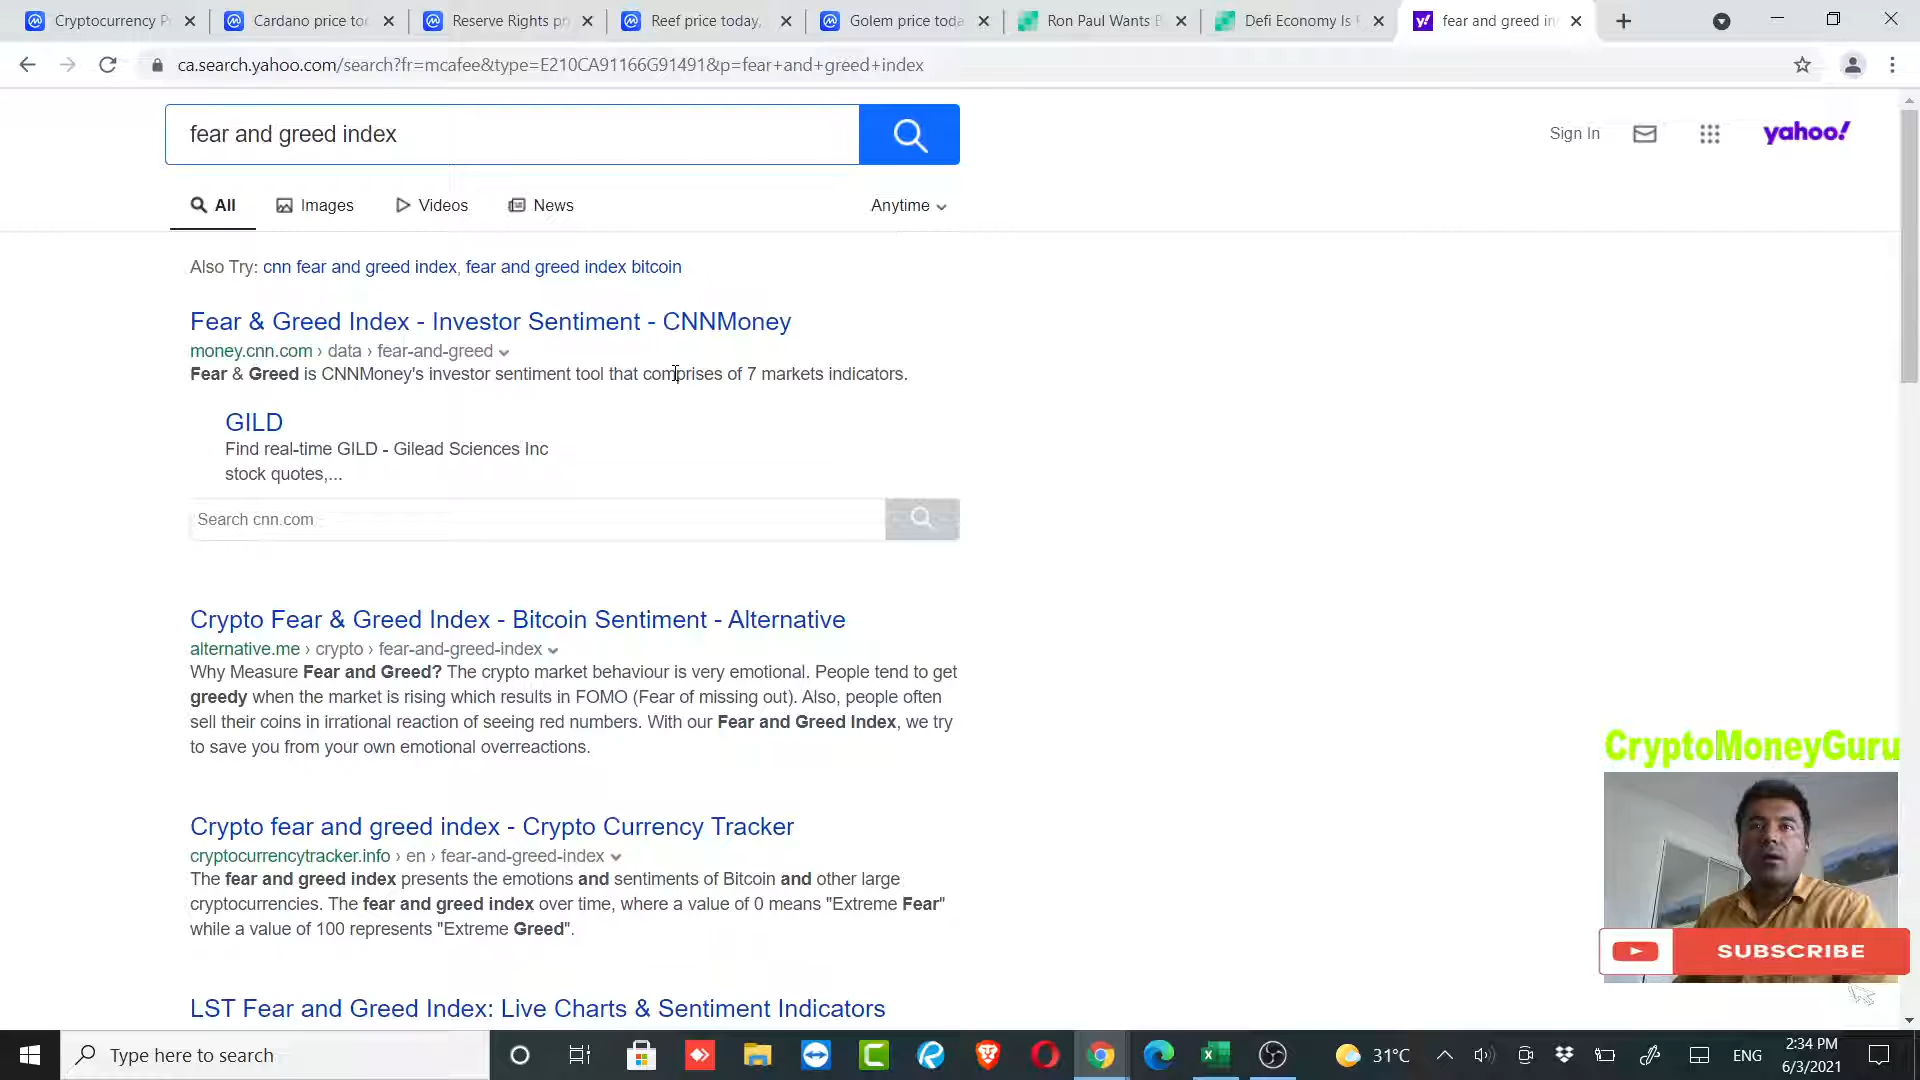 Cryptocurrency P
Cardano price to
Reserve Rights pr
Reef price today,
Golem price toda
Ron Paul Wants B
Defi Economy Is
fear and greed in
ca.search.yahoo.com/search?fr=mcafee&type=E210CA91166G91491&p=fear+and+greed+index
fear and greed index
Sign In
yahoo!
All
Images
Videos
News
Anytime
Also Try: cnn fear and greed index, fear and greed index bitcoin
Fear & Greed Index - Investor Sentiment - CNNMoney
money.cnn.com › data › fear-and-greed
Fear & Greed is CNNMoney's investor sentiment tool that comprises of 7 markets indicators.
GILD
Find real-time GILD - Gilead Sciences Inc
stock quotes,...
Search cnn.com
Crypto Fear & Greed Index - Bitcoin Sentiment - Alternative
alternative.me › crypto › fear-and-greed-index
Why Measure Fear and Greed? The crypto market behaviour is very emotional. People tend to get
greedy when the market is rising which results in FOMO (Fear of missing out). Also, people often
sell their coins in irrational reaction of seeing red numbers. With our Fear and Greed Index, we try
to save you from your own emotional overreactions.
Crypto fear and greed index - Crypto Currency Tracker
cryptocurrencytracker.info › en › fear-and-greed-index
The fear and greed index presents the emotions and sentiments of Bitcoin and other large
cryptocurrencies. The fear and greed index over time, where a value of 0 means "Extreme Fear"
while a value of 100 represents "Extreme Greed".
LST Fear and Greed Index: Live Charts & Sentiment Indicators
CryptoMoneyGuru
SUBSCRIBE
Type here to search
31°C
ENG
2:34 PM
6/3/2021